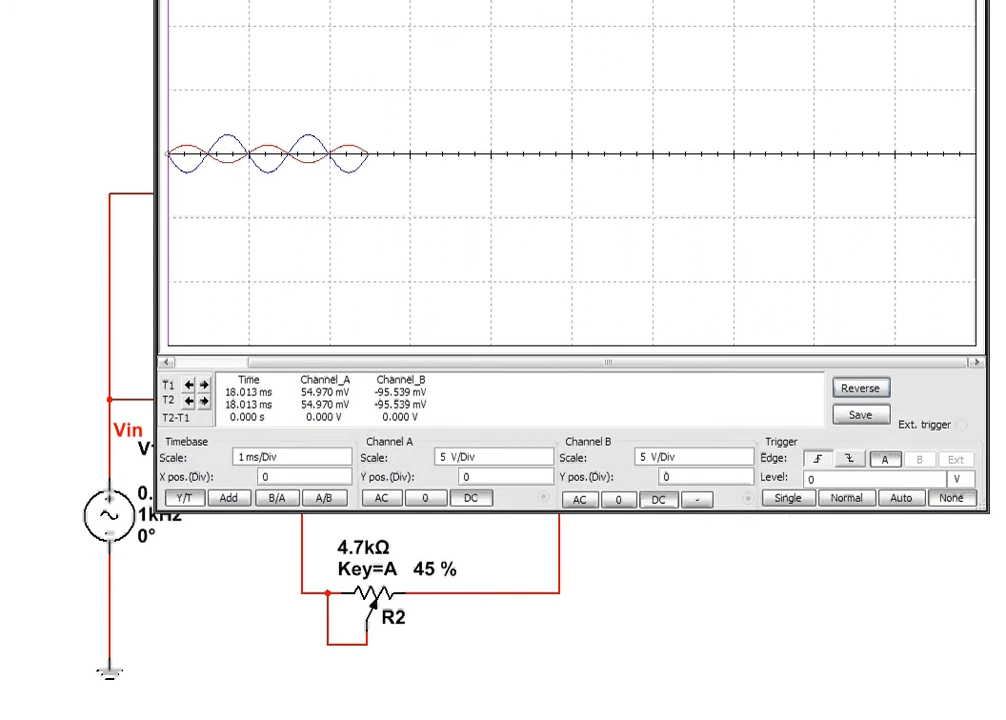 T1
T2
T2-T1
Time Channel_A Channel_B
18.013 ms 54.970 mV -95.539 mV
18.013 ms 54.970 mV -95.539 mV
0.000 s 0.000 V 0.000 V
Reverse
Save
Ext. trigger
Timebase
Scale: 1 ms/Div
X pos.(Div): 0
Y/T Add B/A A/B
Channel A
Scale: 5 V/Div
Y pos.(Div): 0
AC 0 DC
Channel B
Scale: 5 V/Div
Y pos.(Div): 0
AC 0 DC -
Trigger
Edge: A B Ext
Level: 0 V
Single Normal Auto None
Vin
0.
1kHz
0°
4.7kΩ
Key=A 45 %
R2